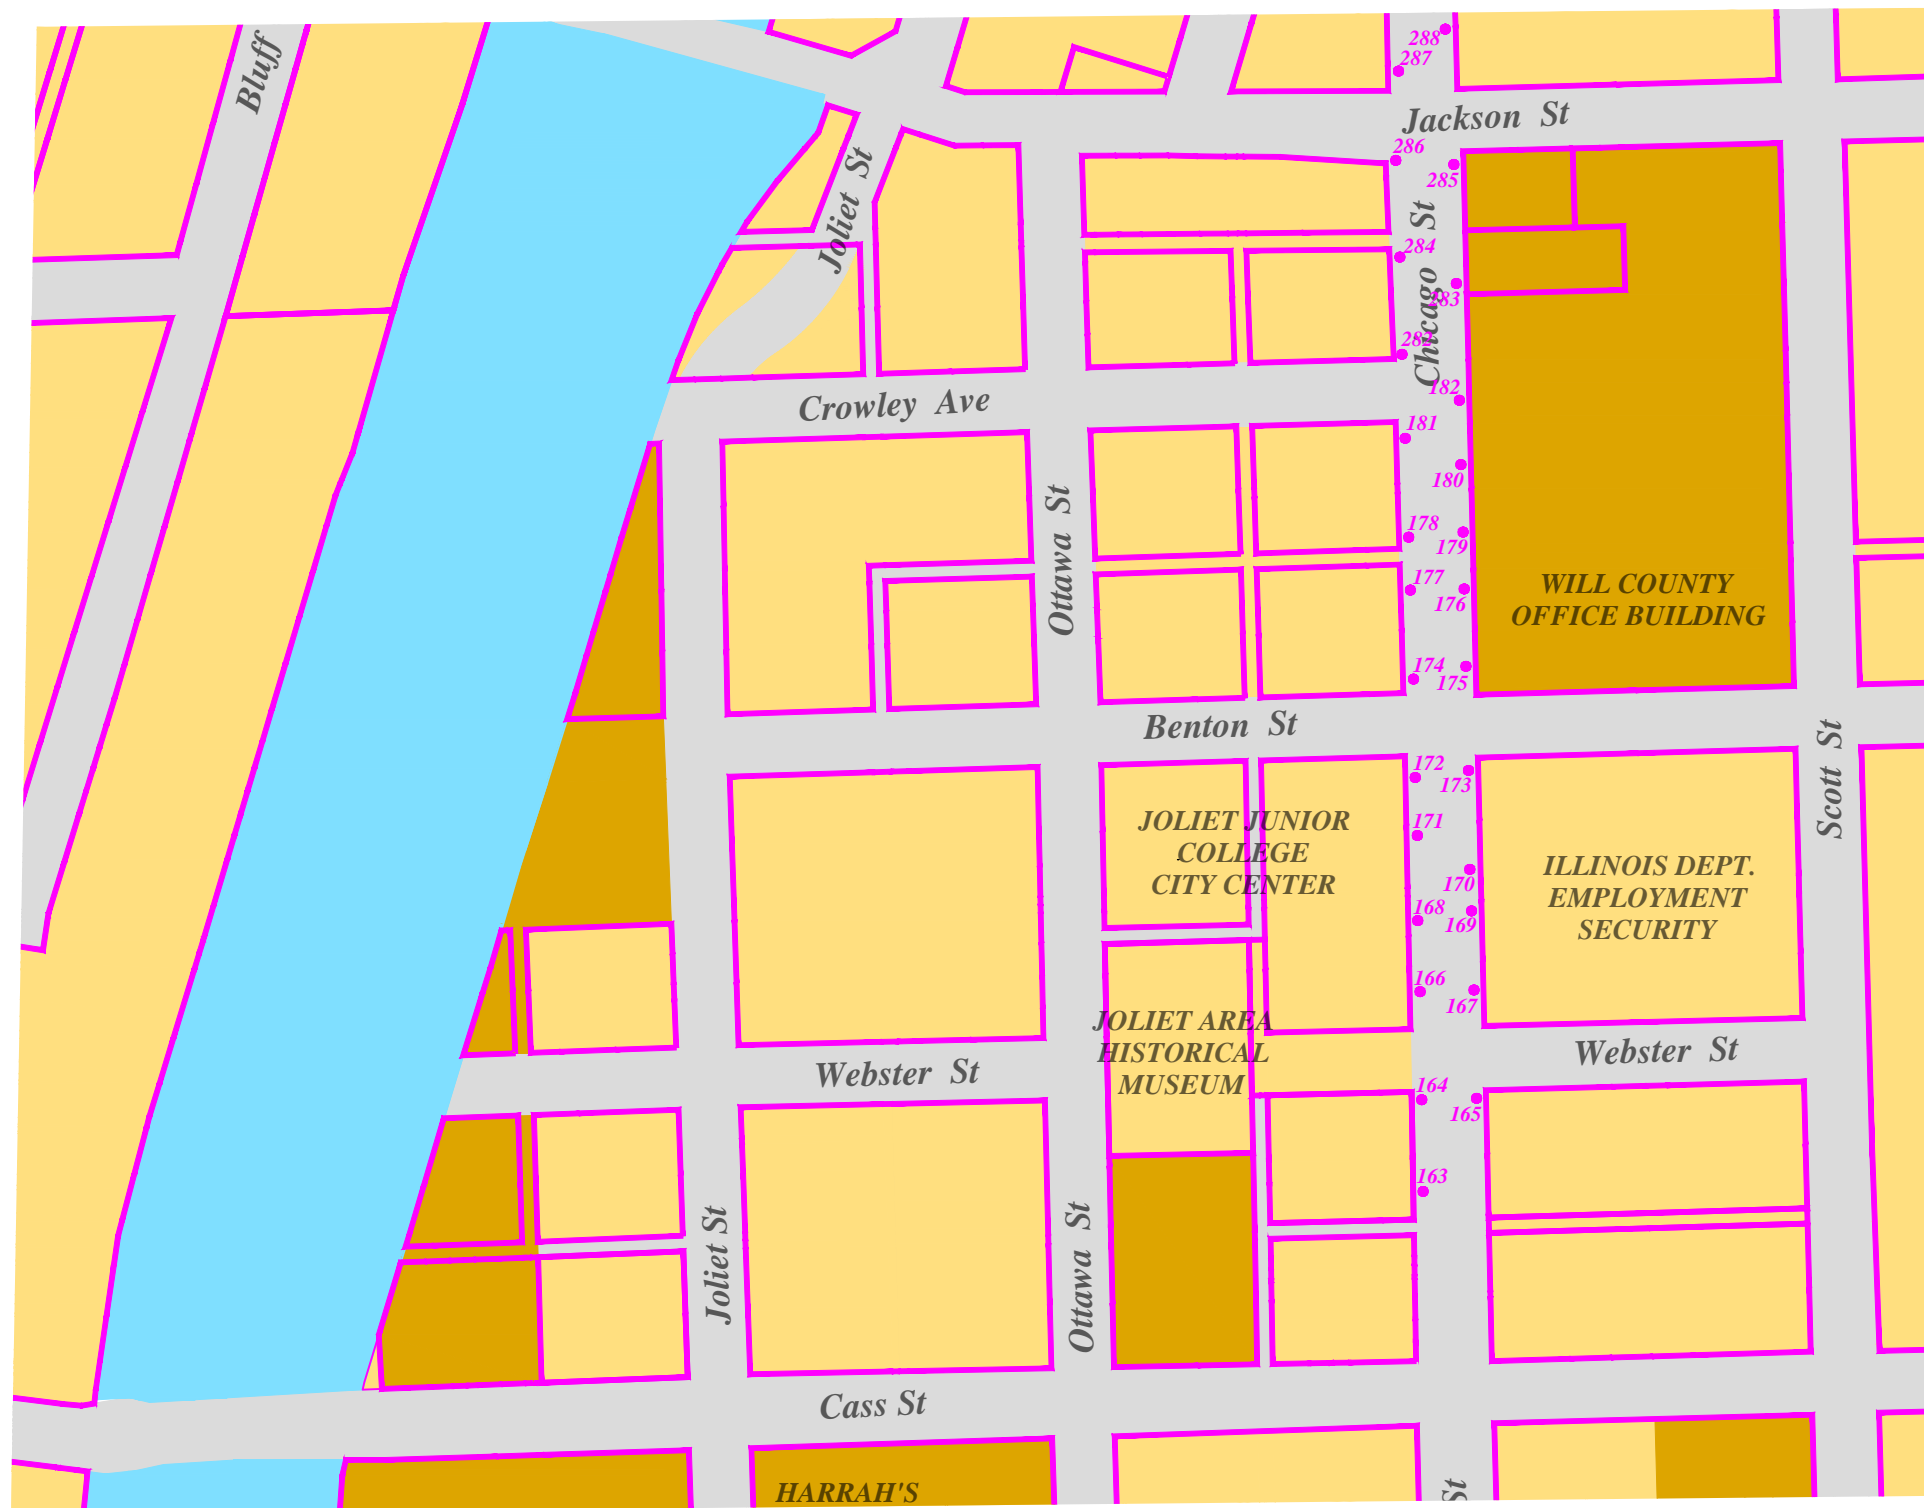 Bluff
288
287
Jackson St
286
285
Joliet St
Chicago St
284
283
282
182
Crowley Ave
181
180
Ottawa St
178
179
177
176
WILL COUNTY
OFFICE BUILDING
174
175
Benton St
Scott St
172
173
JOLIET JUNIOR
COLLEGE
CITY CENTER
171
170
ILLINOIS DEPT.
EMPLOYMENT
SECURITY
168
169
166
167
JOLIET AREA
HISTORICAL
MUSEUM
Webster St
Webster St
164
165
163
Joliet St
Ottawa St
Cass St
HARRAH'S
St